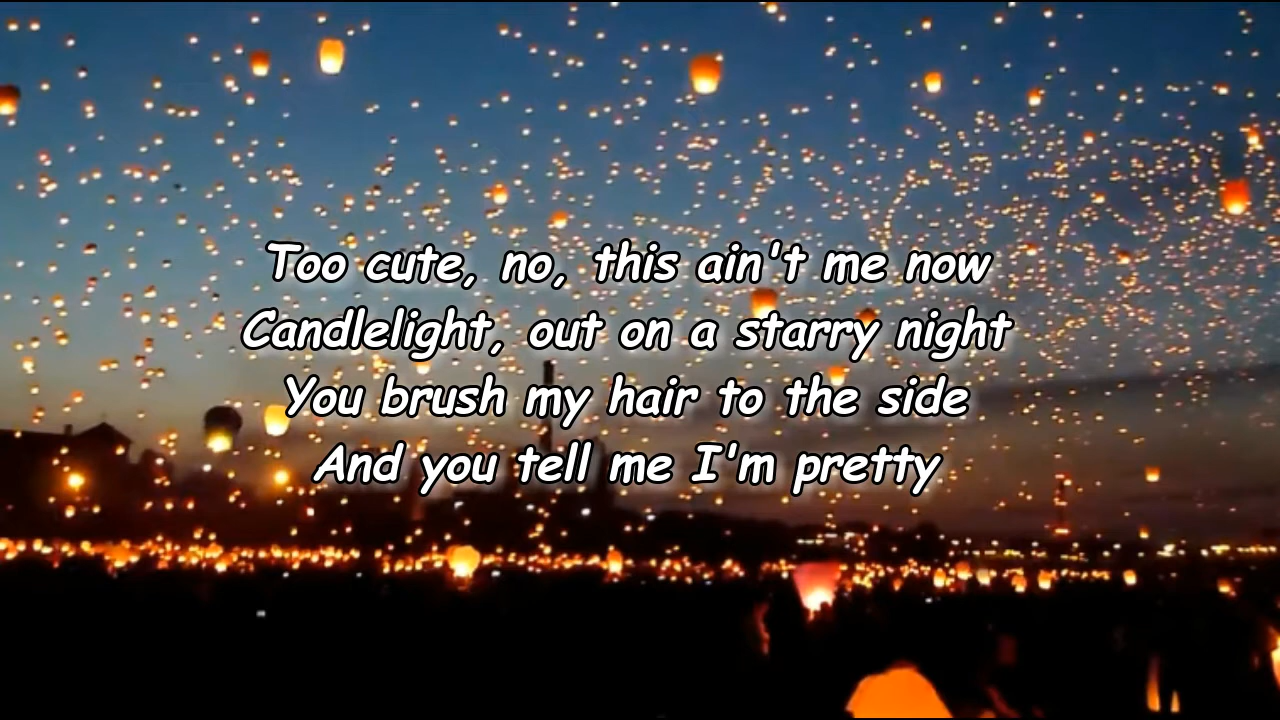 Too cute, no, this ain't me now
Candlelight, out on a starry night
You brush my hair to the side
And you tell me I'm pretty